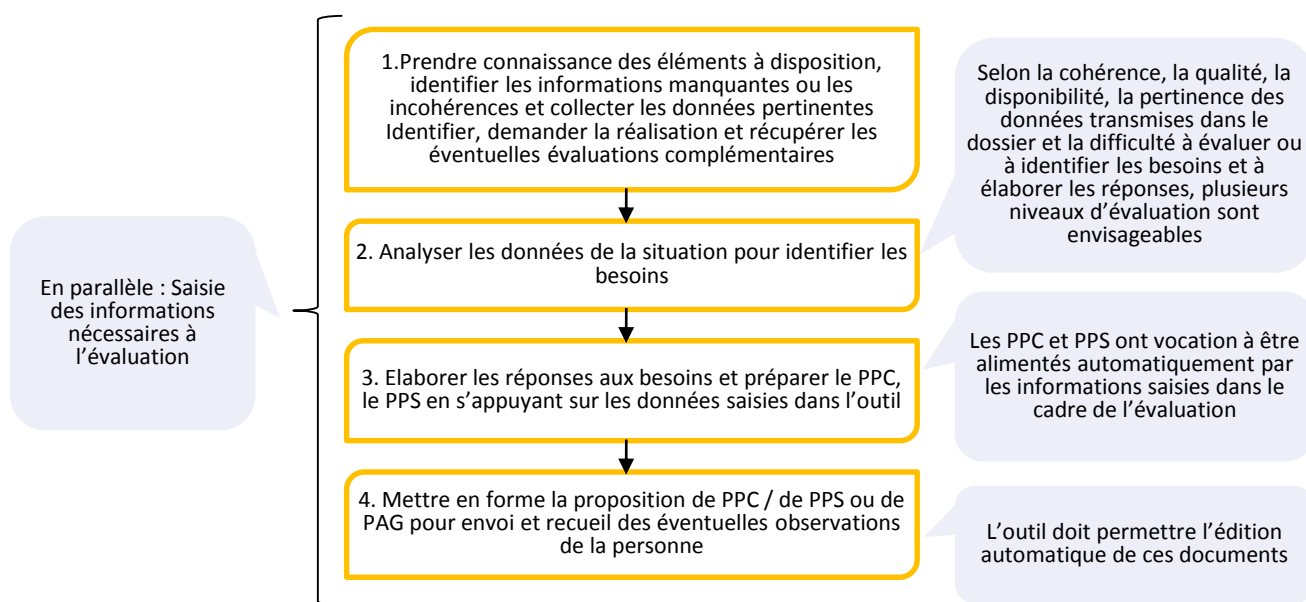 En parallèle : Saisie
des informations
nécessaires à
l’évaluation
1.Prendre connaissance des éléments à disposition,
identifier les informations manquantes ou les
incohérences et collecter les données pertinentes
Identifier, demander la réalisation et récupérer les
éventuelles évaluations complémentaires
Selon la cohérence, la qualité, la
disponibilité, la pertinence des
données transmises dans le
dossier et la difficulté à évaluer ou
à identifier les besoins et à
élaborer les réponses, plusieurs
niveaux d’évaluation sont
envisageables
2. Analyser les données de la situation pour identifier les
besoins
3. Elaborer les réponses aux besoins et préparer le PPC,
le PPS en s’appuyant sur les données saisies dans l’outil
Les PPC et PPS ont vocation à être
alimentés automatiquement par
les informations saisies dans le
cadre de l’évaluation
4. Mettre en forme la proposition de PPC / de PPS ou de
PAG pour envoi et recueil des éventuelles observations
de la personne
L’outil doit permettre l’édition
automatique de ces documents